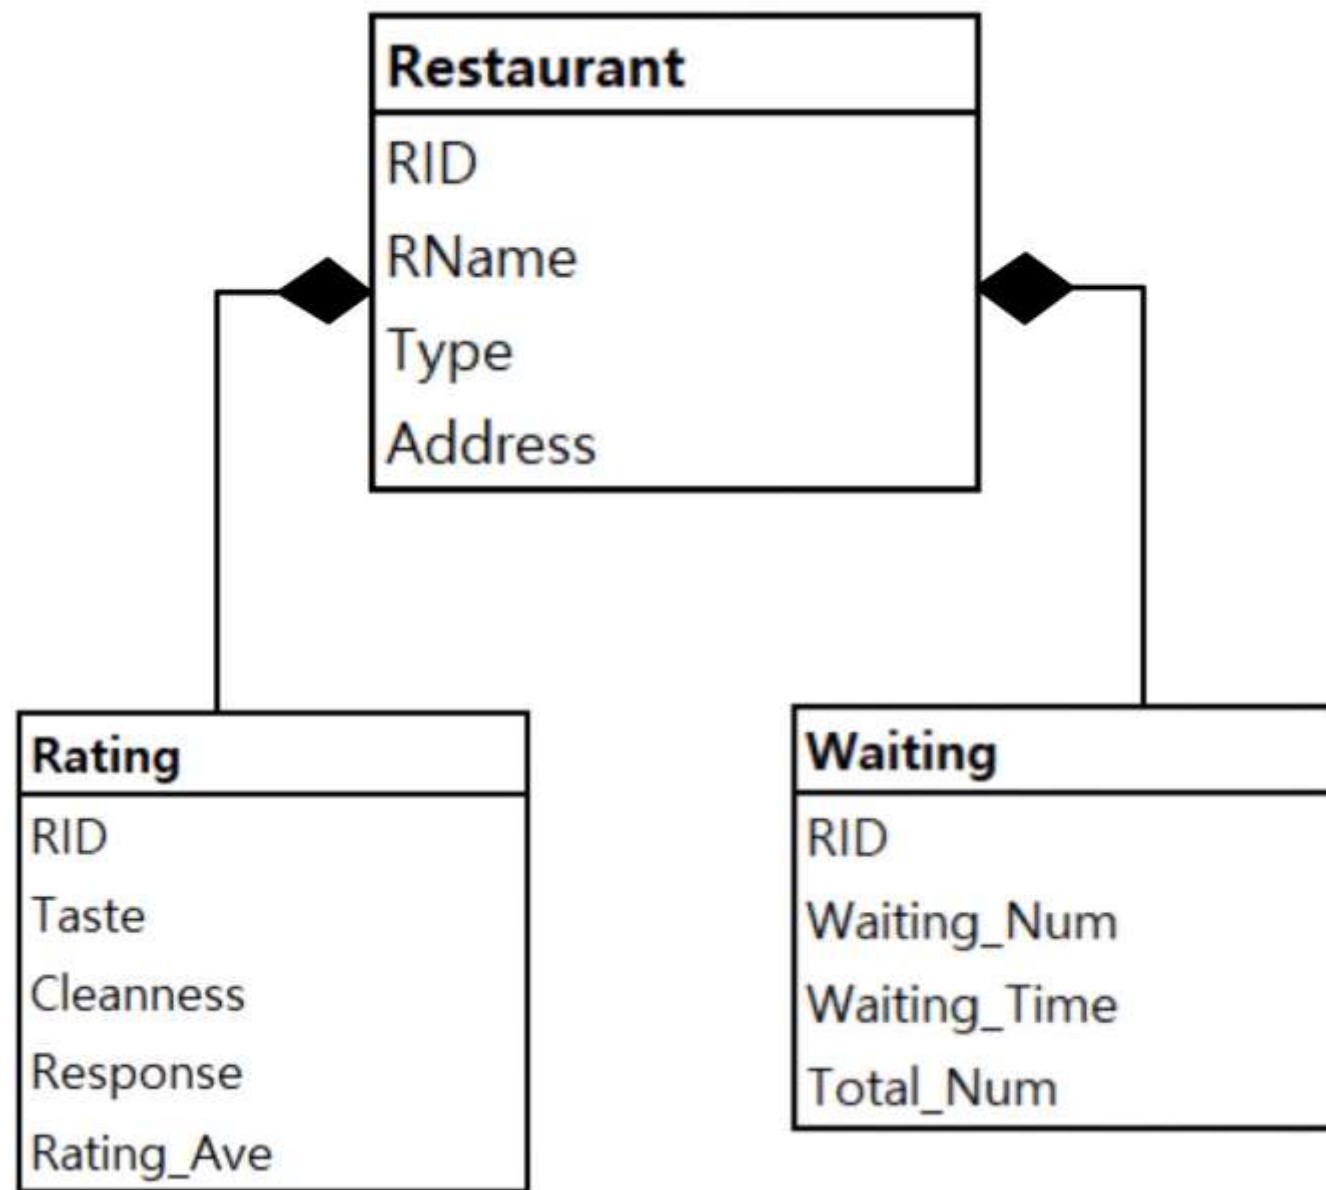 Restaurant
RID
RName
Type
Address
Rating
RID
Taste
Cleanness
Response
Rating_Ave
Waiting
RID
Waiting_Num
Waiting_Time
Total_Num